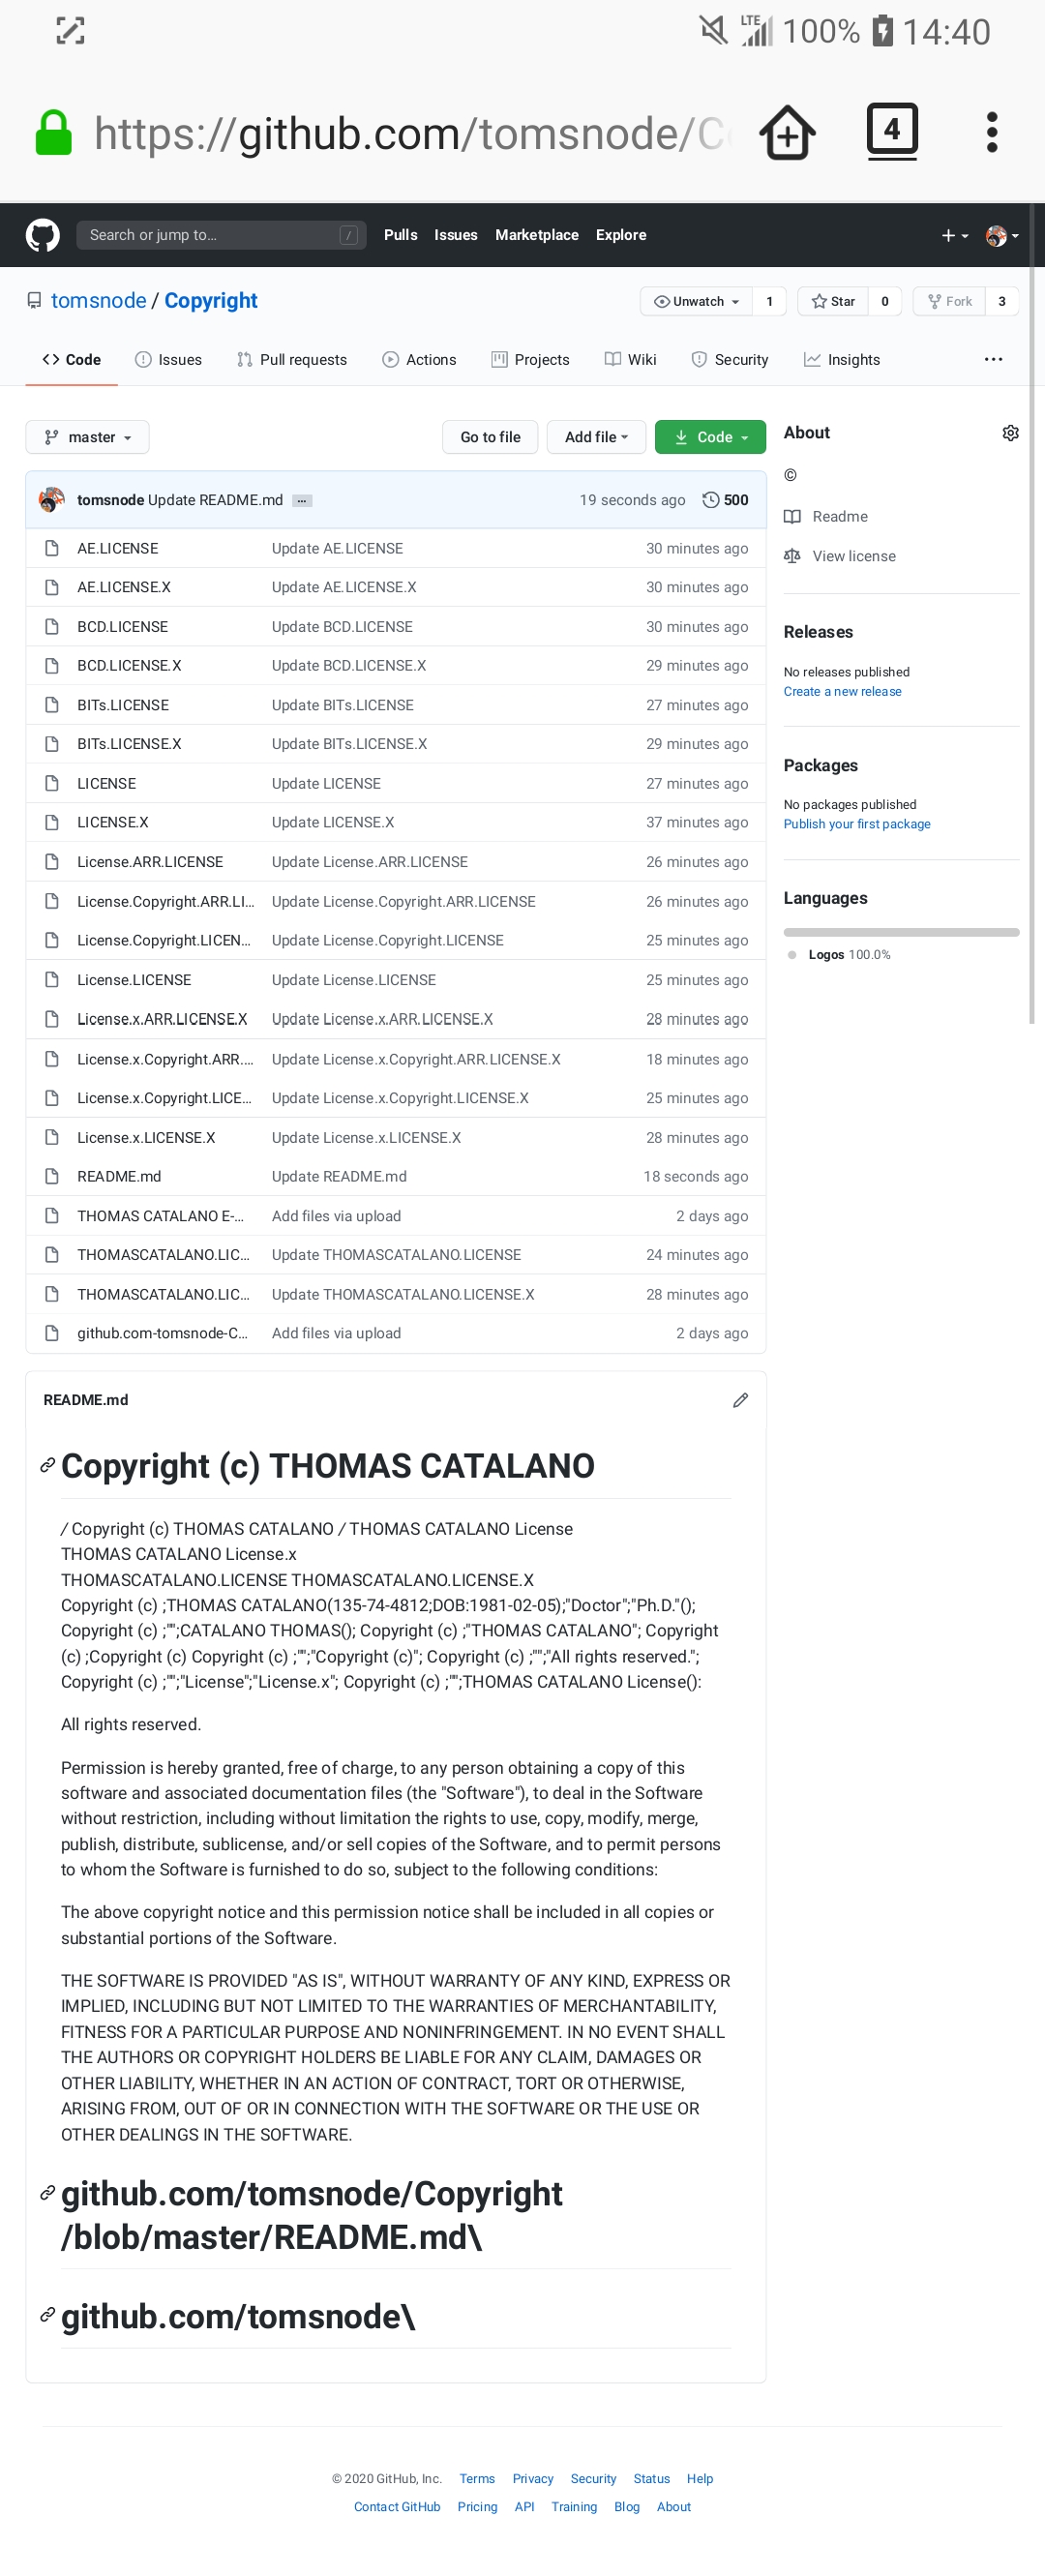 LTE 100% 14:40
https://github.com/tomsnode/Co 4
Search or jump to… / Pulls Issues Marketplace Explore
tomsnode / Copyright Unwatch 1 Star 0 Fork 3
Code Issues Pull requests Actions Projects Wiki Security Insights ...
master Go to file Add file Code
tomsnode Update README.md ... 19 seconds ago 500
AE.LICENSE Update AE.LICENSE 30 minutes ago
AE.LICENSE.X Update AE.LICENSE.X 30 minutes ago
BCD.LICENSE Update BCD.LICENSE 30 minutes ago
BCD.LICENSE.X Update BCD.LICENSE.X 29 minutes ago
BITs.LICENSE Update BITs.LICENSE 27 minutes ago
BITs.LICENSE.X Update BITs.LICENSE.X 29 minutes ago
LICENSE Update LICENSE 27 minutes ago
LICENSE.X Update LICENSE.X 37 minutes ago
License.ARR.LICENSE Update License.ARR.LICENSE 26 minutes ago
License.Copyright.ARR.LI… Update License.Copyright.ARR.LICENSE 26 minutes ago
License.Copyright.LICEN… Update License.Copyright.LICENSE 25 minutes ago
License.LICENSE Update License.LICENSE 25 minutes ago
License.x.ARR.LICENSE.X Update License.x.ARR.LICENSE.X 28 minutes ago
License.x.Copyright.ARR.… Update License.x.Copyright.ARR.LICENSE.X 18 minutes ago
License.x.Copyright.LICE… Update License.x.Copyright.LICENSE.X 25 minutes ago
License.x.LICENSE.X Update License.x.LICENSE.X 28 minutes ago
README.md Update README.md 18 seconds ago
THOMAS CATALANO E-… Add files via upload 2 days ago
THOMASCATALANO.LIC… Update THOMASCATALANO.LICENSE 24 minutes ago
THOMASCATALANO.LIC… Update THOMASCATALANO.LICENSE.X 28 minutes ago
github.com-tomsnode-C… Add files via upload 2 days ago
About
©
Readme
View license
Releases
No releases published
Create a new release
Packages
No packages published
Publish your first package
Languages
Logos 100.0%
README.md
Copyright (c) THOMAS CATALANO
/ Copyright (c) THOMAS CATALANO / THOMAS CATALANO License
THOMAS CATALANO License.x
THOMASCATALANO.LICENSE THOMASCATALANO.LICENSE.X
Copyright (c) ;THOMAS CATALANO(135-74-4812;DOB:1981-02-05);"Doctor";"Ph.D."();
Copyright (c) ;"";CATALANO THOMAS(); Copyright (c) ;"THOMAS CATALANO"; Copyright
(c) ;Copyright (c) Copyright (c) ;"";"Copyright (c)"; Copyright (c) ;"";"All rights reserved.";
Copyright (c) ;"";"License";"License.x"; Copyright (c) ;"";THOMAS CATALANO License():
All rights reserved.
Permission is hereby granted, free of charge, to any person obtaining a copy of this
software and associated documentation files (the "Software"), to deal in the Software
without restriction, including without limitation the rights to use, copy, modify, merge,
publish, distribute, sublicense, and/or sell copies of the Software, and to permit persons
to whom the Software is furnished to do so, subject to the following conditions:
The above copyright notice and this permission notice shall be included in all copies or
substantial portions of the Software.
THE SOFTWARE IS PROVIDED "AS IS", WITHOUT WARRANTY OF ANY KIND, EXPRESS OR
IMPLIED, INCLUDING BUT NOT LIMITED TO THE WARRANTIES OF MERCHANTABILITY,
FITNESS FOR A PARTICULAR PURPOSE AND NONINFRINGEMENT. IN NO EVENT SHALL
THE AUTHORS OR COPYRIGHT HOLDERS BE LIABLE FOR ANY CLAIM, DAMAGES OR
OTHER LIABILITY, WHETHER IN AN ACTION OF CONTRACT, TORT OR OTHERWISE,
ARISING FROM, OUT OF OR IN CONNECTION WITH THE SOFTWARE OR THE USE OR
OTHER DEALINGS IN THE SOFTWARE.
github.com/tomsnode/Copyright
/blob/master/README.md\
github.com/tomsnode\
© 2020 GitHub, Inc. Terms Privacy Security Status Help
Contact GitHub Pricing API Training Blog About